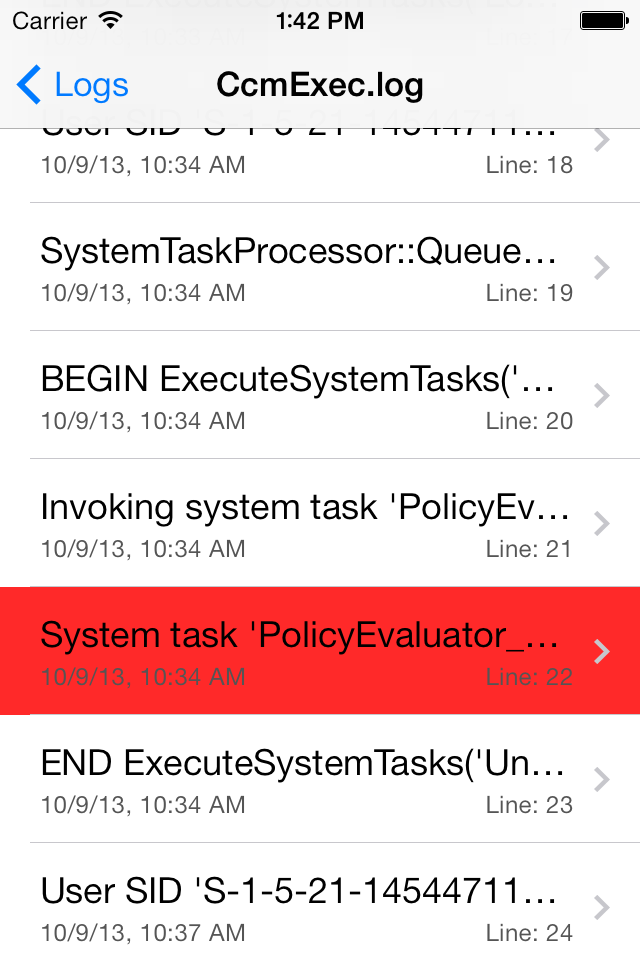 Carrier 1:42 PM
Logs CcmExec.log
User SID 'S-1-5-21-14544711…
10/9/13, 10:34 AM Line: 18
SystemTaskProcessor::Queue…
10/9/13, 10:34 AM Line: 19
BEGIN ExecuteSystemTasks('…
10/9/13, 10:34 AM Line: 20
Invoking system task 'PolicyEv…
10/9/13, 10:34 AM Line: 21
System task 'PolicyEvaluator_…
10/9/13, 10:34 AM Line: 22
END ExecuteSystemTasks('Un…
10/9/13, 10:34 AM Line: 23
User SID 'S-1-5-21-14544711…
10/9/13, 10:37 AM Line: 24